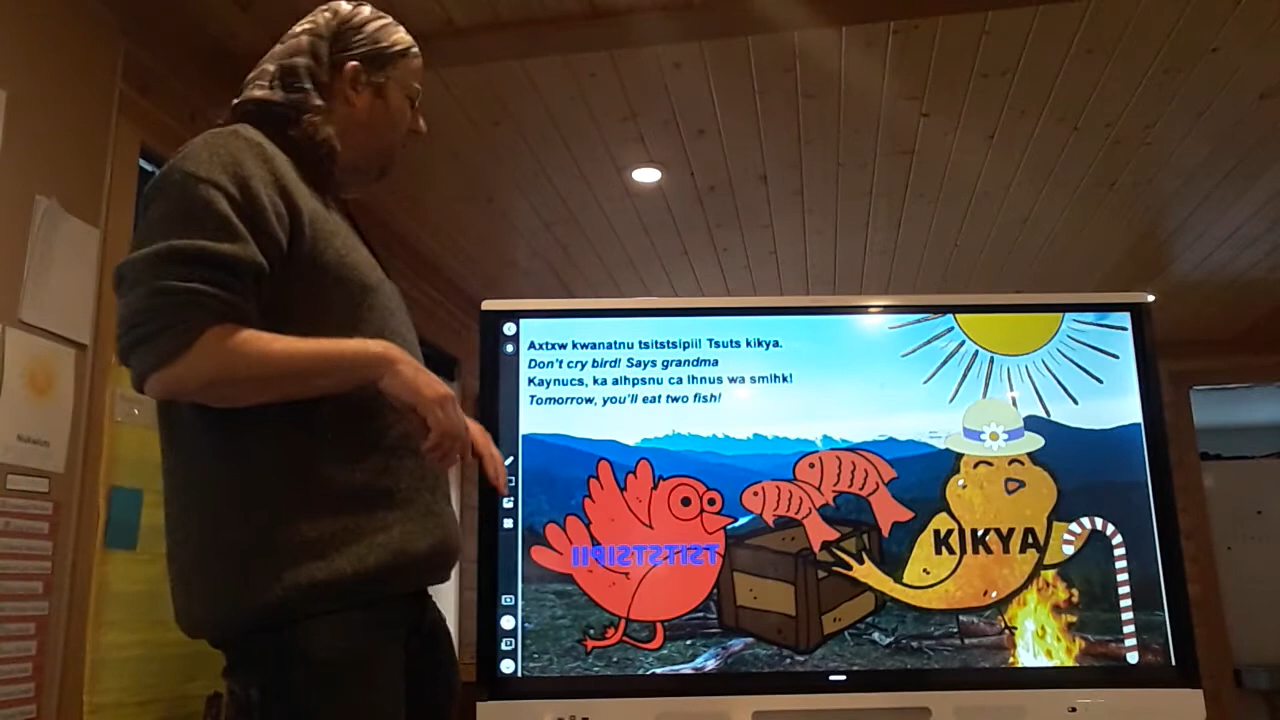 Axtxw kwanatnu tsitstsipii! Tsuts kikya.
Don't cry bird! Says grandma
Kaynucs, ka alhpsnu ca lhnus wa smlhk!
Tomorrow, you'll eat two fish!
TSITSTSIPII
KIKYA